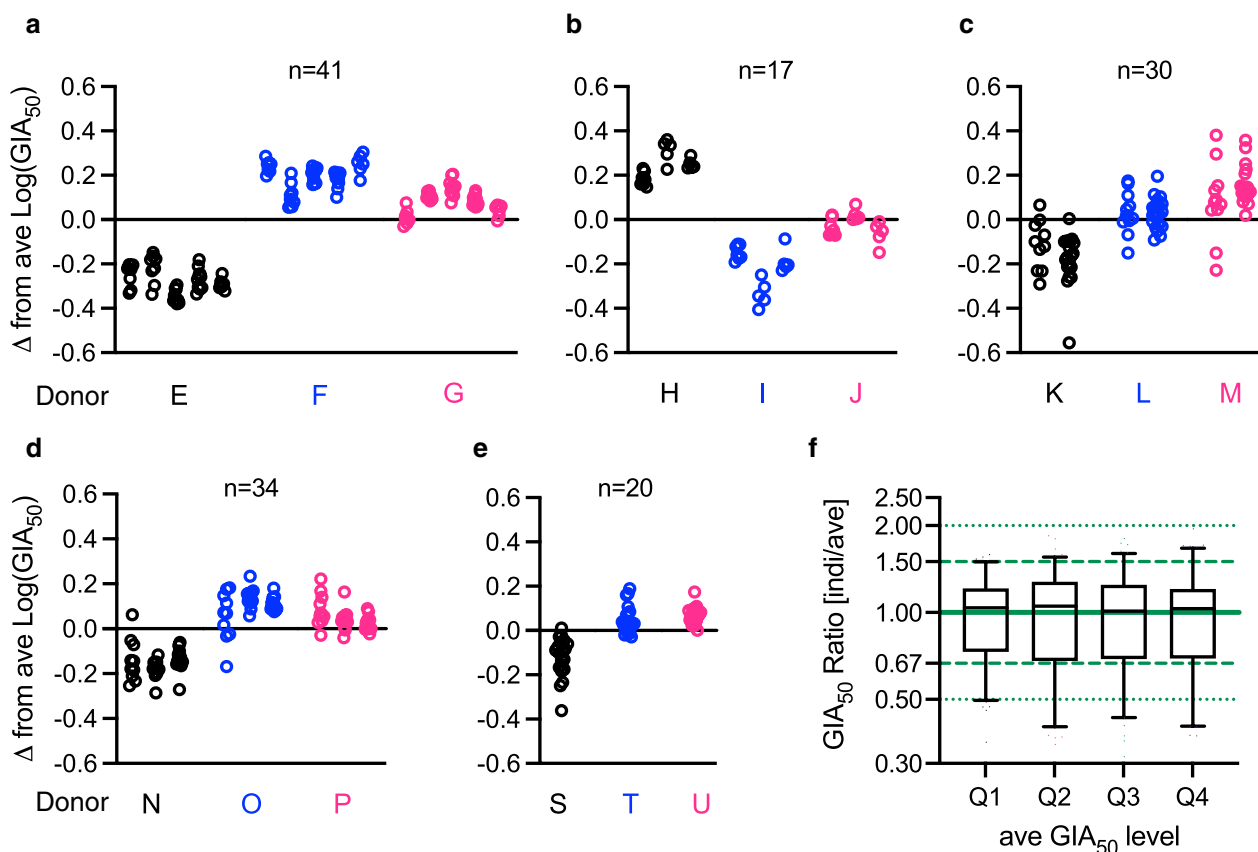 a
n=41
Δ from ave Log(GIA50)
0.6
0.4
0.2
0.0
-0.2
-0.4
-0.6
Donor E F G
b
n=17
0.6
0.4
0.2
0.0
-0.2
-0.4
-0.6
H I J
c
n=30
0.6
0.4
0.2
0.0
-0.2
-0.4
-0.6
K L M
d
n=34
Δ from ave Log(GIA50)
0.6
0.4
0.2
0.0
-0.2
-0.4
-0.6
Donor N O P
e
n=20
0.6
0.4
0.2
0.0
-0.2
-0.4
-0.6
S T U
f
GIA50 Ratio [indi/ave]
2.50
2.00
1.50
1.00
0.67
0.50
0.30
Q1 Q2 Q3 Q4
ave GIA50 level